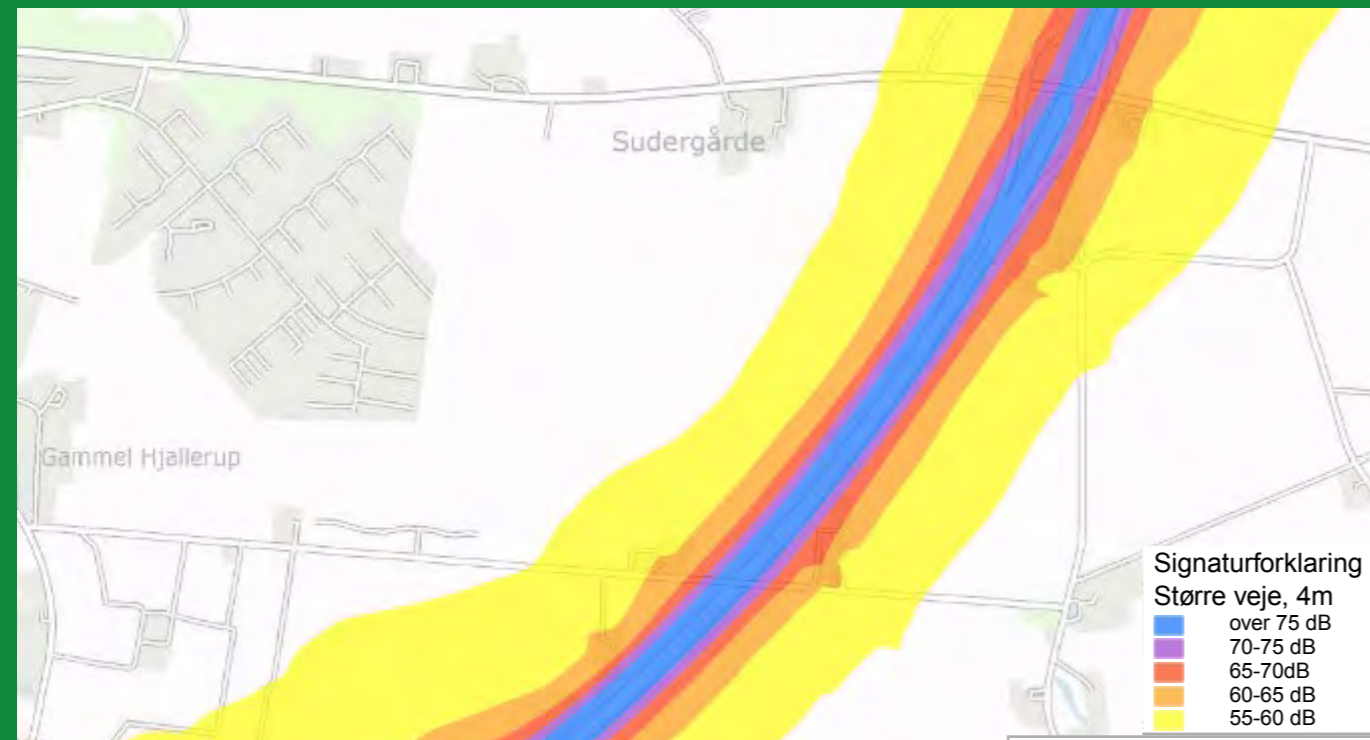 Sudergårde
Gammel Hjallerup
Signaturforklaring
Større veje, 4m
over 75 dB
70-75 dB
65-70dB
60-65 dB
55-60 dB